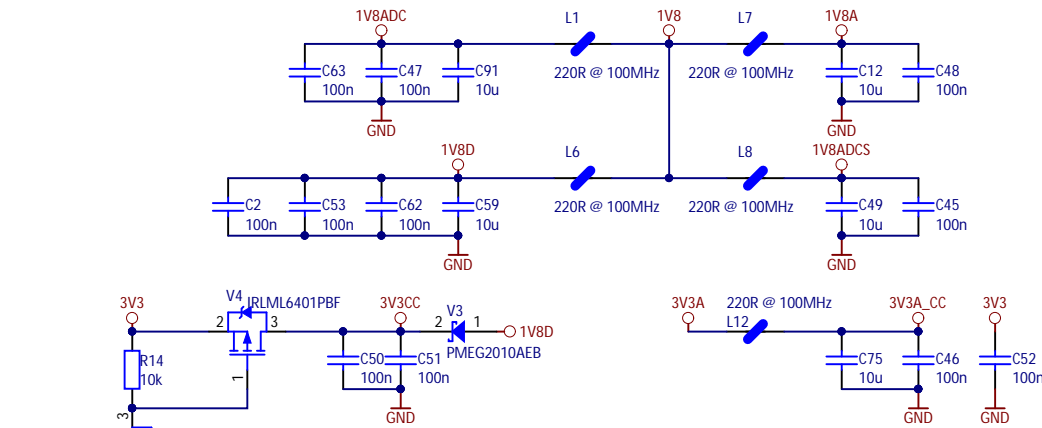 1V8ADC L1 1V8 L7 1V8A
C63 C47 C91 C12 C48
100n 100n 10u 220R @ 100MHz 220R @ 100MHz 10u 100n
GND GND
1V8D L6 L8 1V8ADCS
C2 C53 C62 C59 C49 C45
100n 100n 100n 10u 220R @ 100MHz 220R @ 100MHz 10u 100n
GND GND
3V3 V4 IRLML6401PBF 3V3CC V3 3V3A 220R @ 100MHz 3V3A_CC 3V3
2 3 2 1 1V8D L12
R14 C50 C51 PMEG2010AEB C75 C46 C52
10k 1 100n 100n 10u 100n 100n
3 GND GND GND